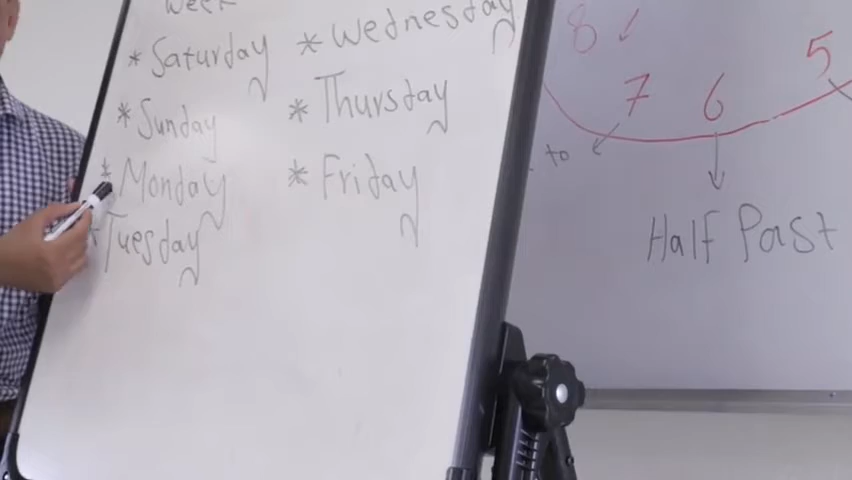 week
* Saturday
* Sunday
* Monday
* Tuesday
* Wednesday
* Thursday
* Friday
8
7
6
5
to
Half Past